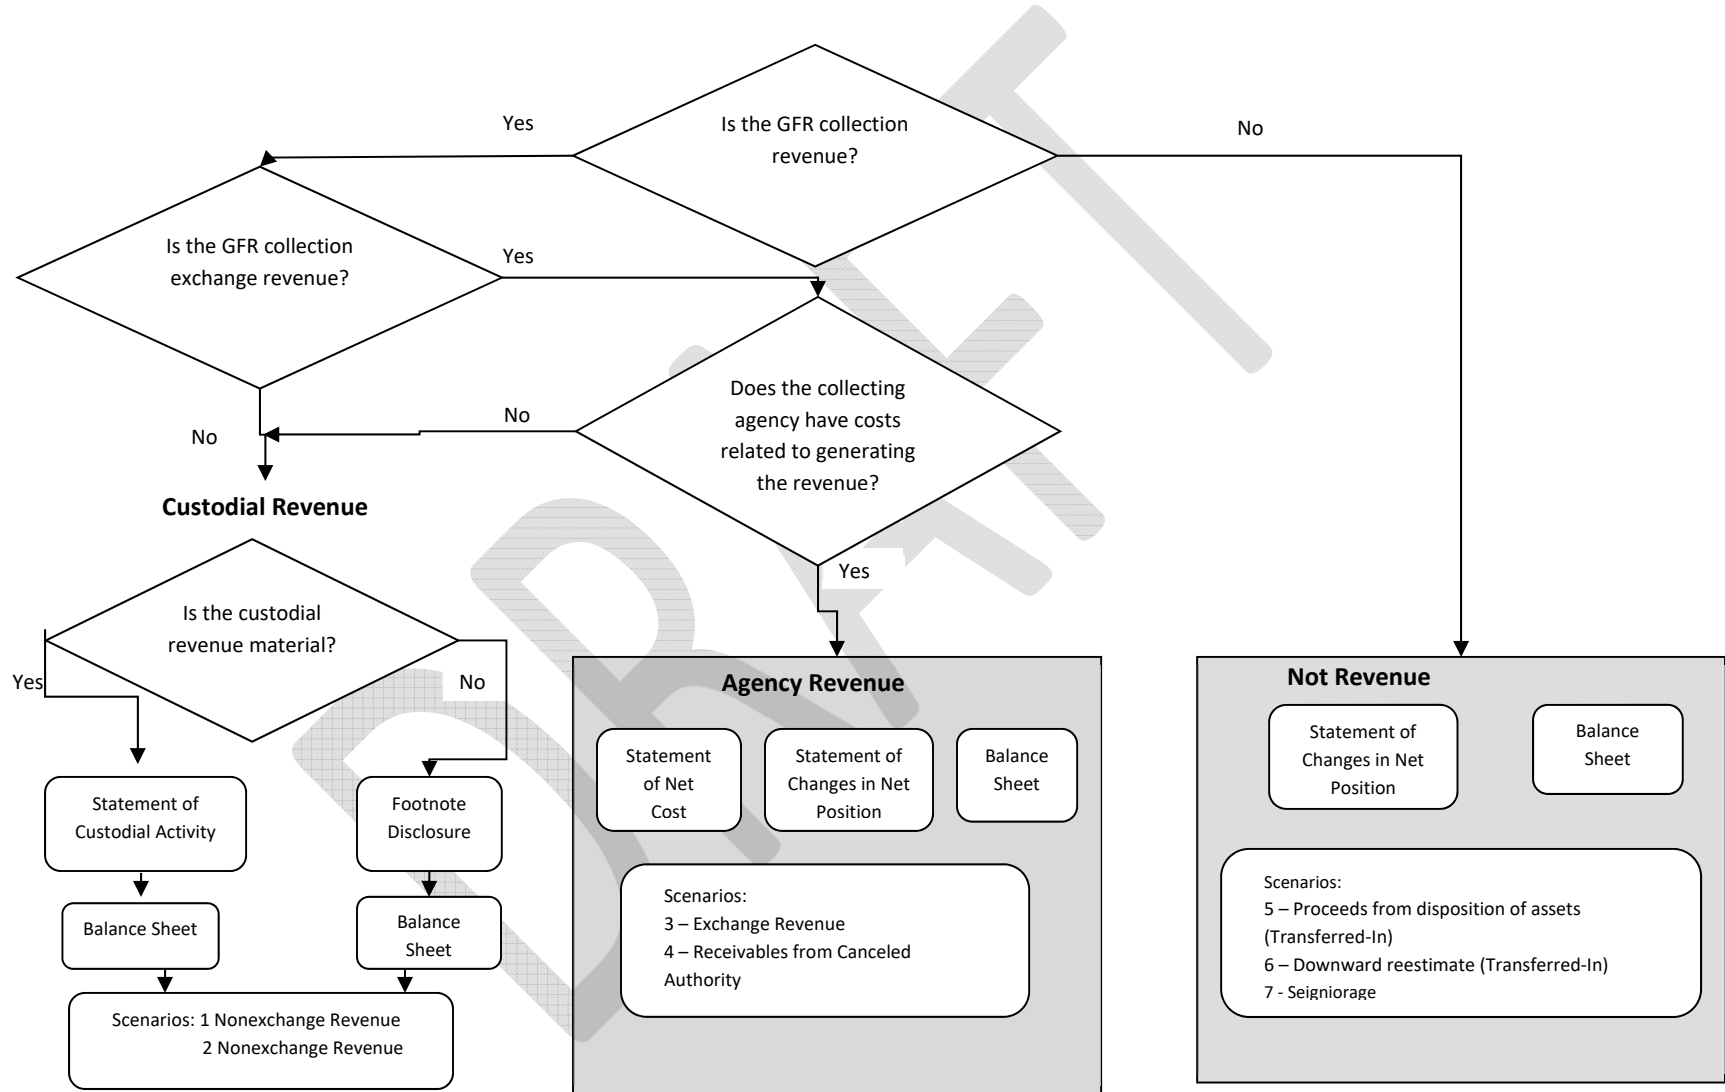 Is the GFR collection
revenue?
Yes
No
Is the GFR collection
exchange revenue?
Yes
No
Does the collecting
agency have costs
related to generating
the revenue?
No
Yes
Custodial Revenue
Is the custodial
revenue material?
Yes
No
Statement of
Custodial Activity
Footnote
Disclosure
Balance Sheet
Balance
Sheet
Scenarios: 1 Nonexchange Revenue
2 Nonexchange Revenue
Agency Revenue
Statement
of Net
Cost
Statement of
Changes in Net
Position
Balance
Sheet
Scenarios:
3 – Exchange Revenue
4 – Receivables from Canceled
Authority
Not Revenue
Statement of
Changes in Net
Position
Balance
Sheet
Scenarios:
5 – Proceeds from disposition of assets
(Transferred-In)
6 – Downward reestimate (Transferred-In)
7 - Seigniorage
DRAFT